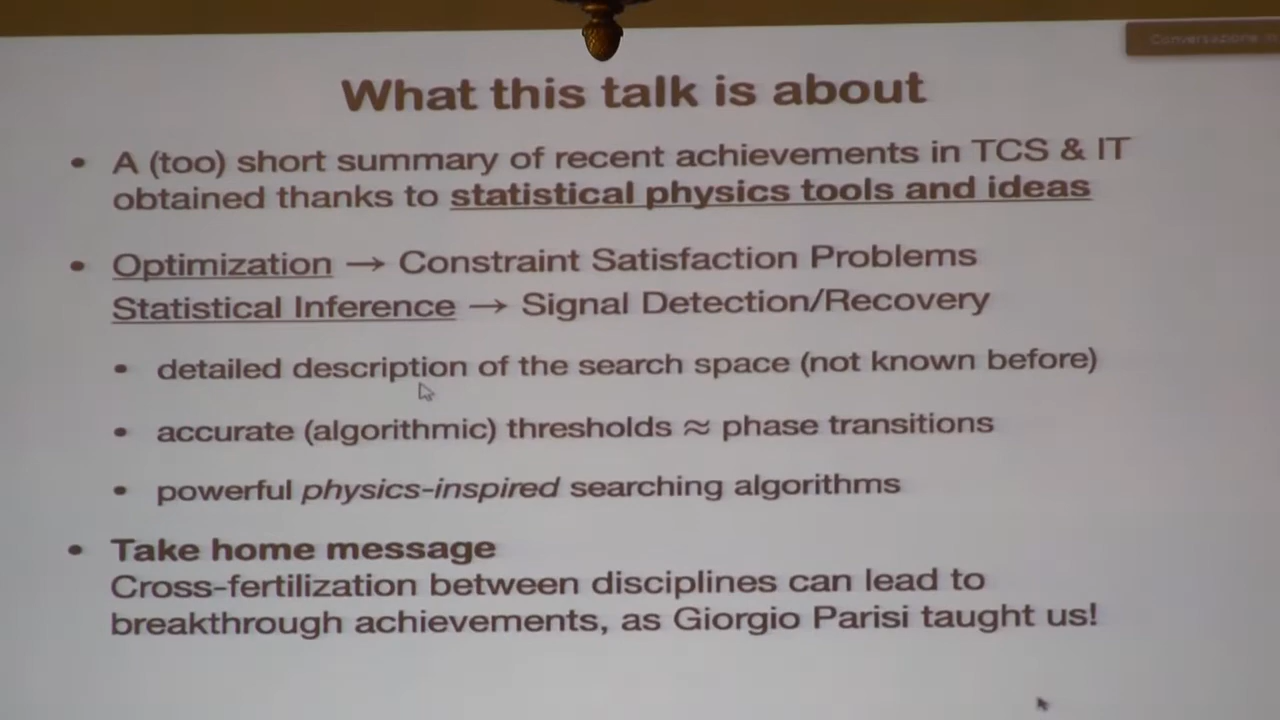 Conversazione
What this talk is about
• A (too) short summary of recent achievements in TCS & IT
obtained thanks to statistical physics tools and ideas
• Optimization → Constraint Satisfaction Problems
Statistical Inference → Signal Detection/Recovery
• detailed description of the search space (not known before)
• accurate (algorithmic) thresholds ≈ phase transitions
• powerful physics-inspired searching algorithms
• Take home message
Cross-fertilization between disciplines can lead to
breakthrough achievements, as Giorgio Parisi taught us!